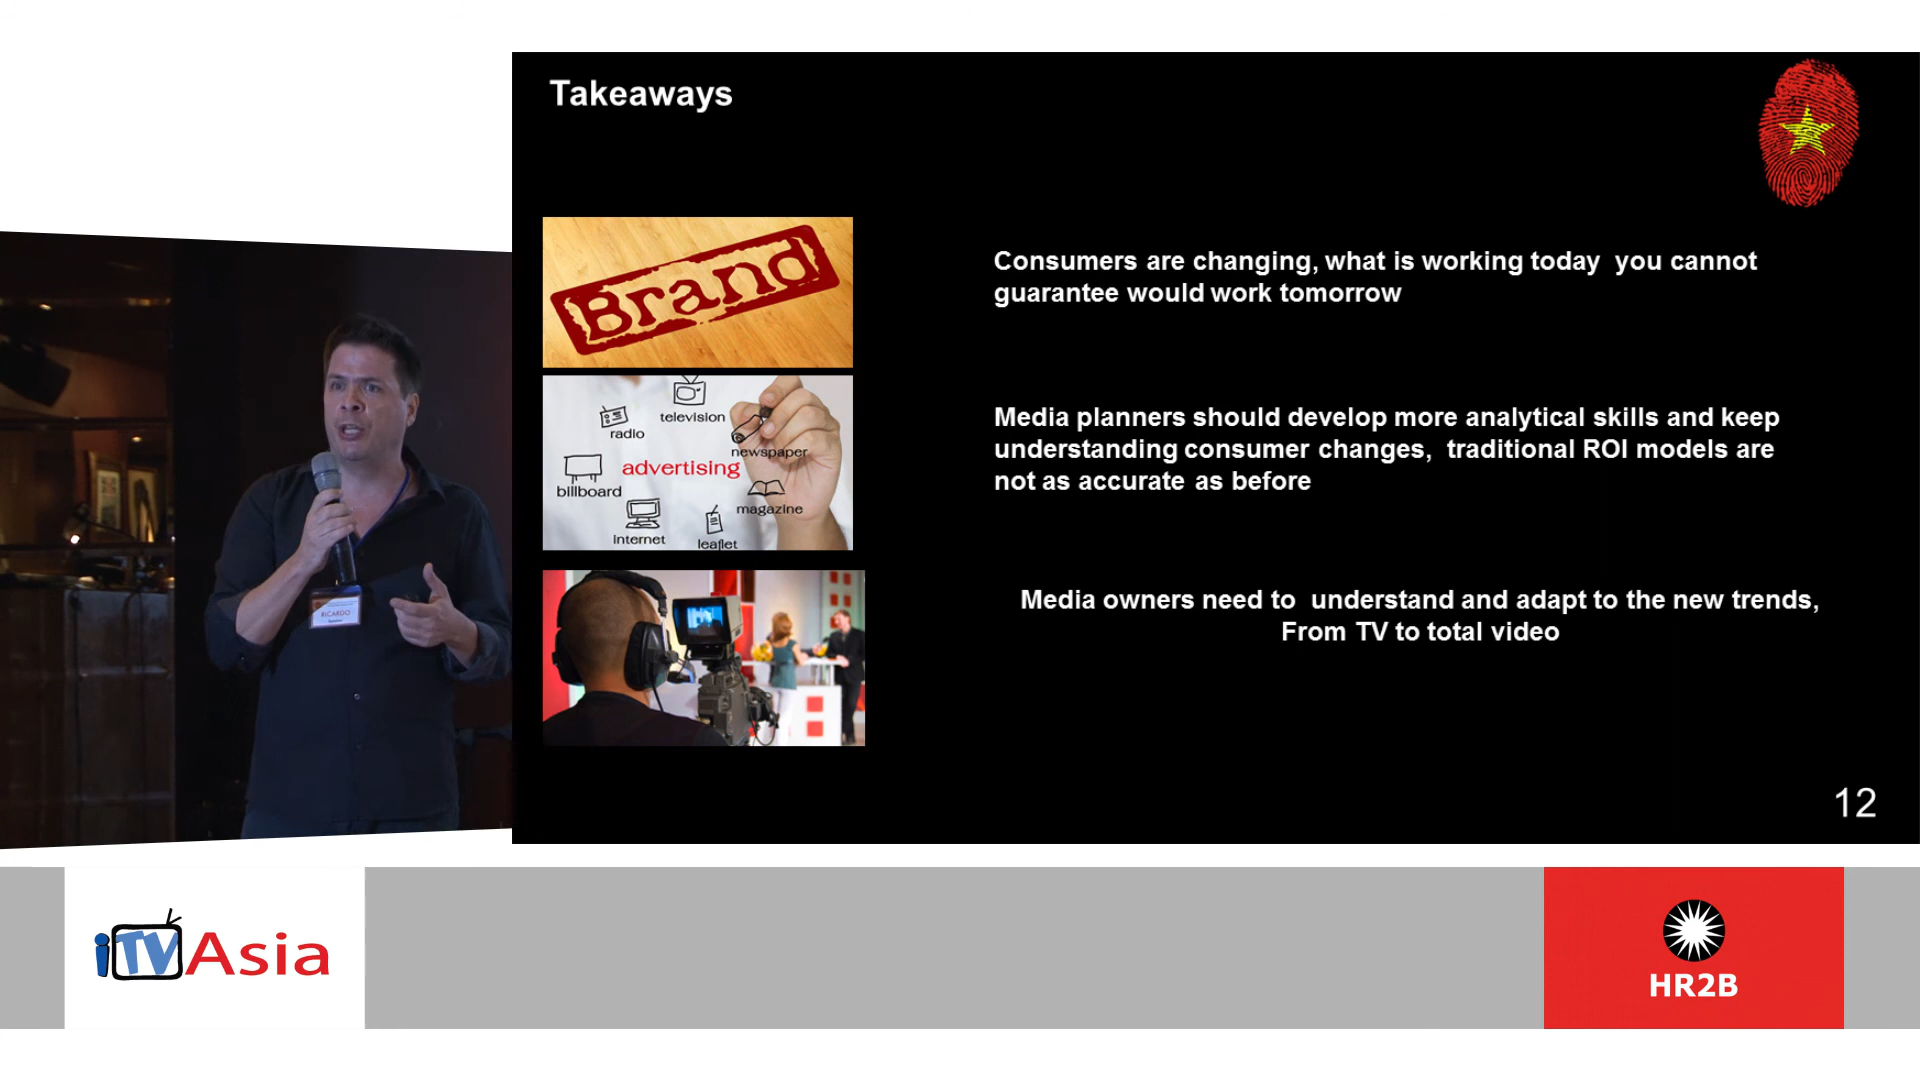 Takeaways
Brand
Consumers are changing, what is working today you cannot
guarantee would work tomorrow
television
radio
newspaper
advertising
billboard
magazine
internet
leaflet
Media planners should develop more analytical skills and keep
understanding consumer changes, traditional ROI models are
not as accurate as before
Media owners need to understand and adapt to the new trends,
From TV to total video
12
RICARDO
iTVAsia
HR2B